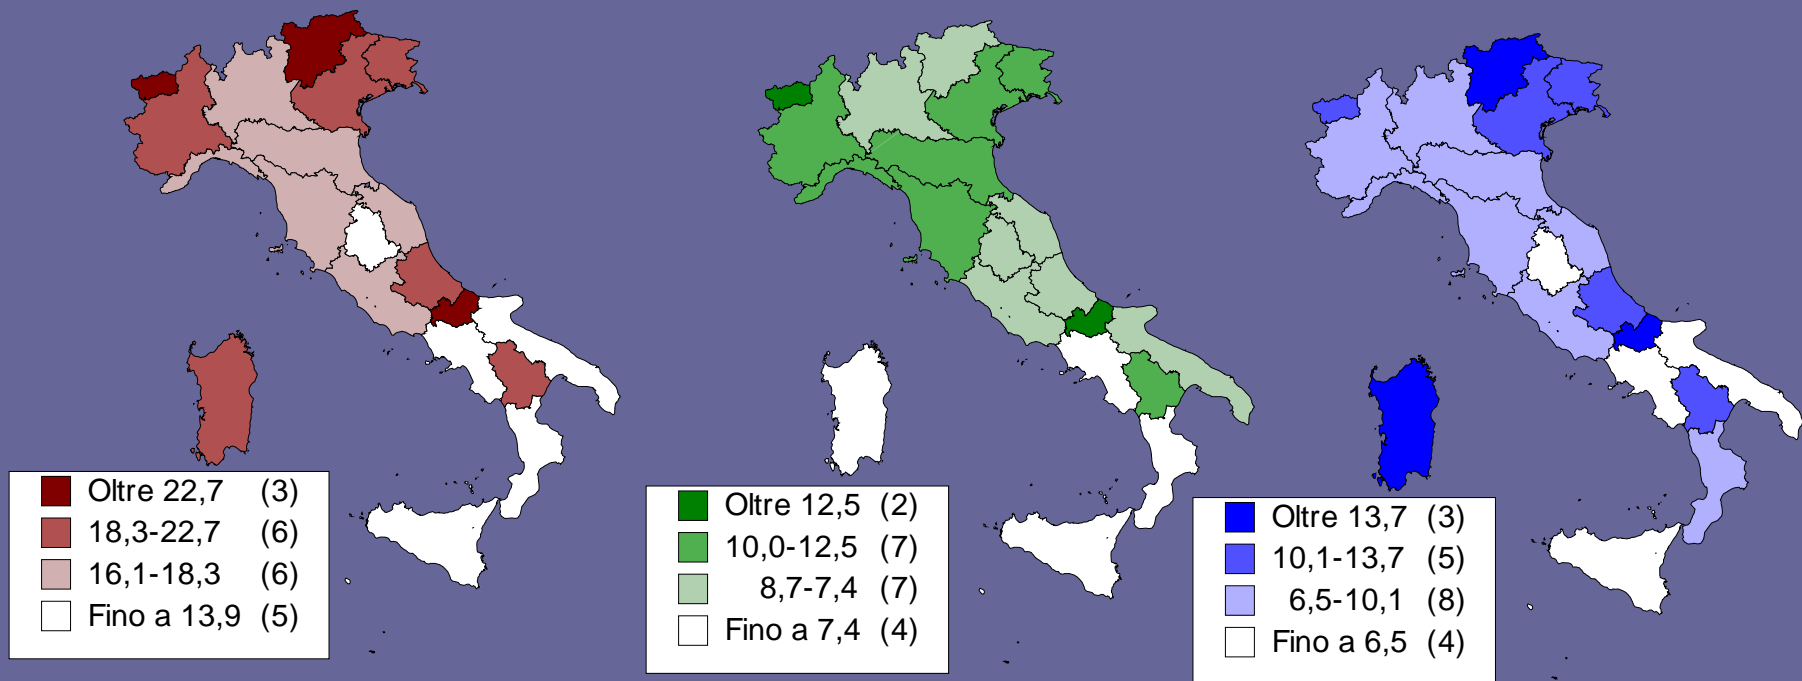 Oltre 22,7 (3)
18,3-22,7 (6)
16,1-18,3 (6)
Fino a 13,9 (5)
Oltre 12,5 (2)
10,0-12,5 (7)
8,7-7,4 (7)
Fino a 7,4 (4)
Oltre 13,7 (3)
10,1-13,7 (5)
6,5-10,1 (8)
Fino a 6,5 (4)